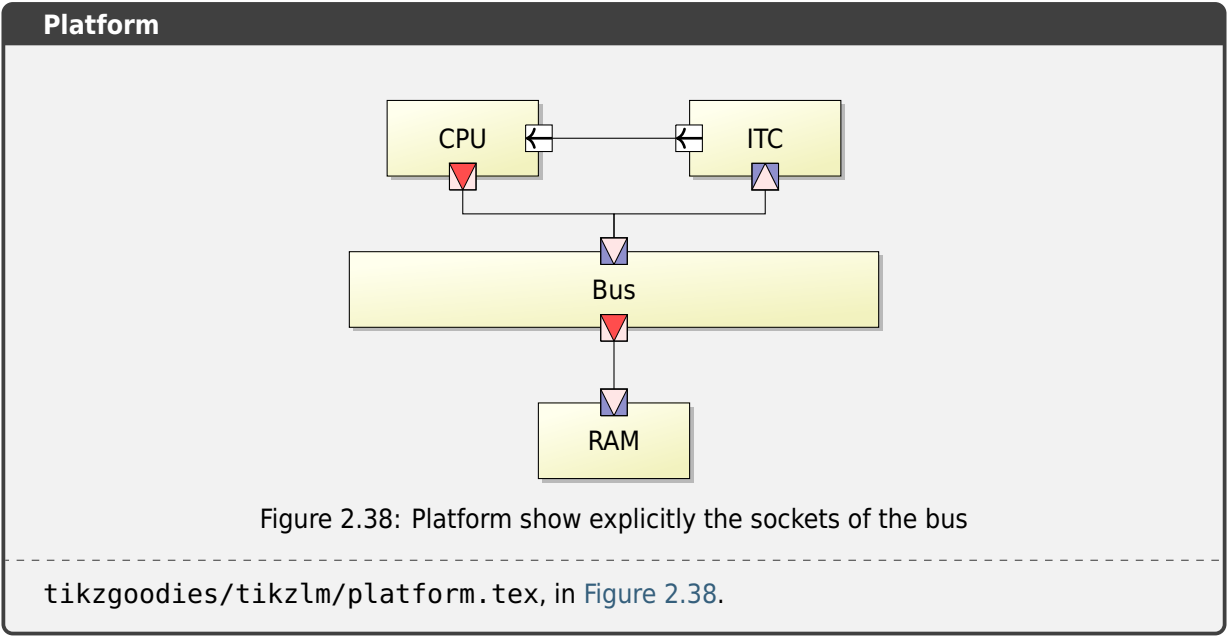 Platform
CPU
ITC
Bus
RAM
Figure 2.38: Platform show explicitly the sockets of the bus
tikzgoodies/tikzlm/platform.tex, in Figure 2.38.